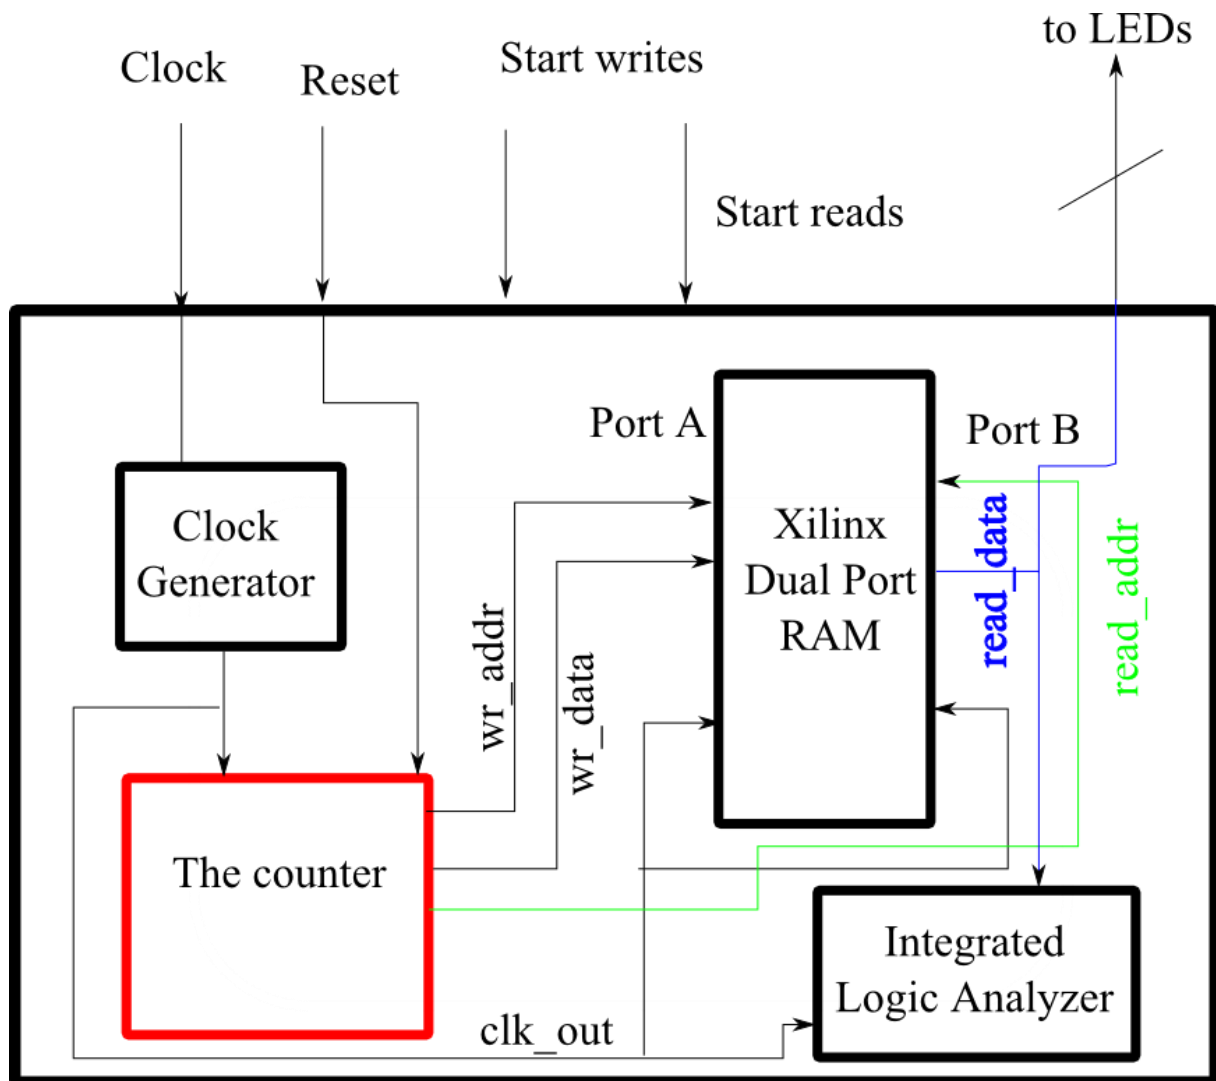 to LEDs
Clock
Reset
Start writes
Start reads
Port A
Port B
Clock
Generator
Xilinx
Dual Port
RAM
read_data
read_addr
wr_addr
wr_data
The counter
Integrated
Logic Analyzer
clk_out